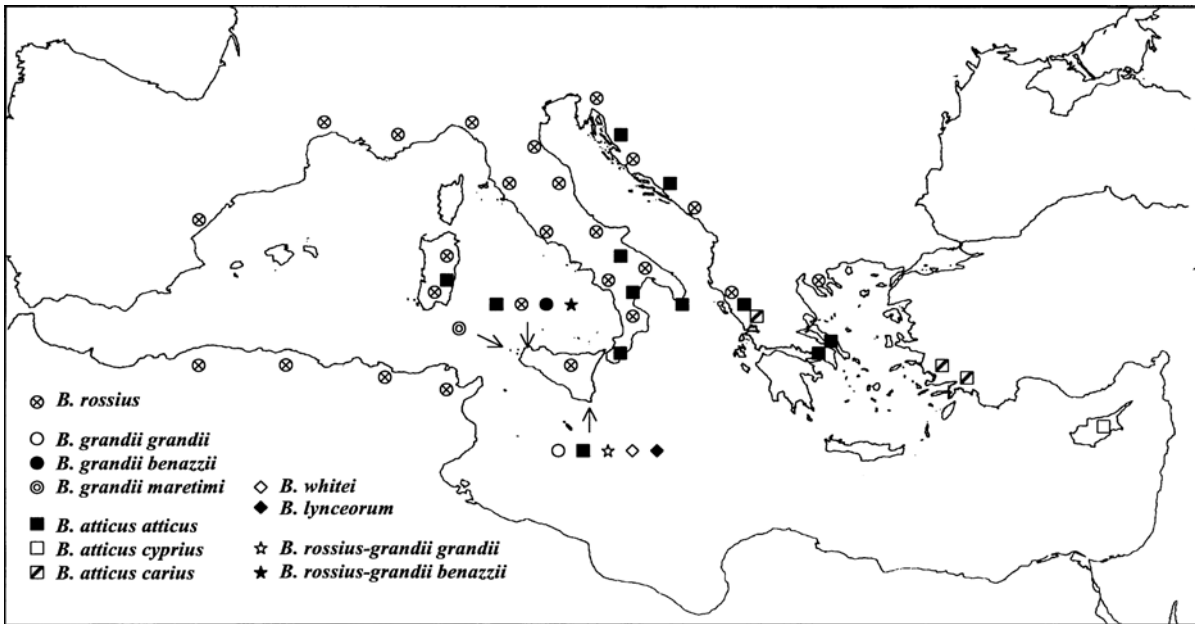 B. rossius
B. grandii grandii
B. grandii benazzii
B. grandii maretimi
B. atticus atticus
B. atticus cyprius
B. atticus carius
B. whitei
B. lynceorum
B. rossius-grandii grandii
B. rossius-grandii benazzii